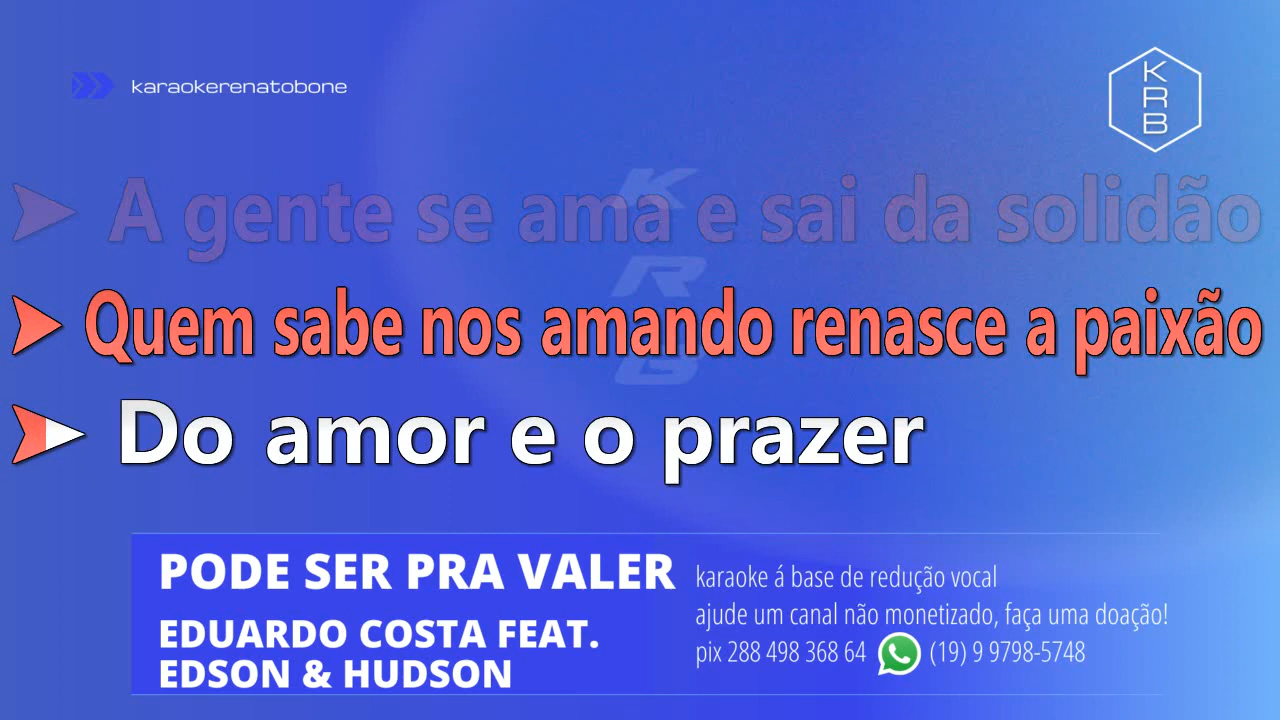 karaokerenatobone
K
R
B
A gente se ama e sai da solidão
K
R
B
Quem sabe nos amando renasce a paixão
Do amor e o prazer
PODE SER PRA VALER
EDUARDO COSTA FEAT.
EDSON & HUDSON
karaoke á base de redução vocal
ajude um canal não monetizado, faça uma doação!
pix 288 498 368 64 (19) 9 9798-5748